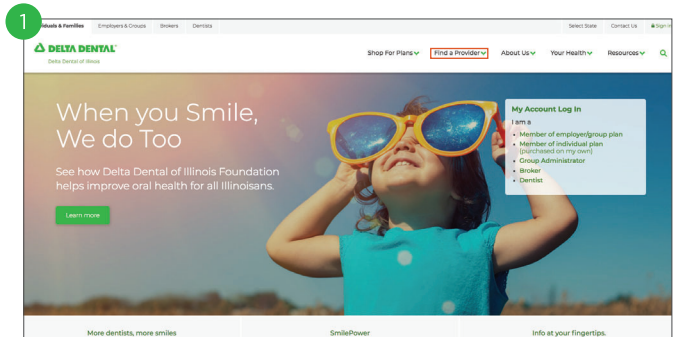 1
Individuals & Families Employers & Groups Brokers Dentists Select State Contact Us Sign in
DELTA DENTAL®
Delta Dental of Illinois
Shop For Plans Find a Provider About Us Your Health Resources
When you Smile,
We do Too
See how Delta Dental of Illinois Foundation
helps improve oral health for all Illinoisans.
Learn more
My Account Log In
I am a
• Member of employer/group plan
• Member of individual plan
(purchased on my own)
• Group Administrator
• Broker
• Dentist
More dentists, more smiles SmilePower Info at your fingertips.